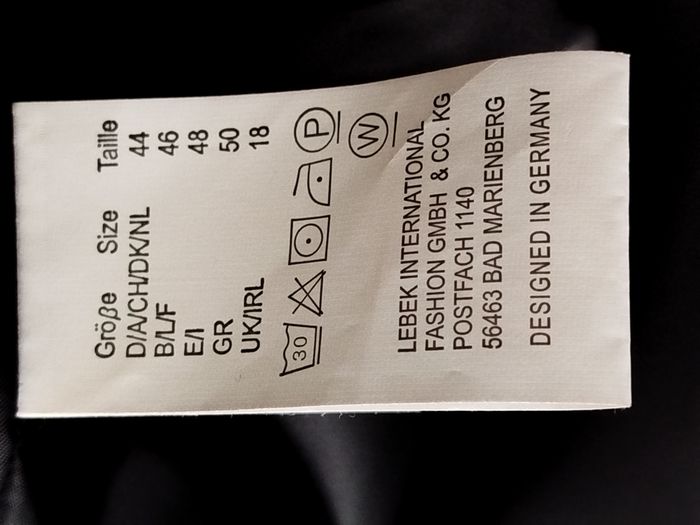 Größe Size Taille
D/A/CH/DK/NL 44
B/L/F 46
E/I 48
GR 50
UK/IRL 18
30 P
W
LEBEK INTERNATIONAL
FASHION GMBH & CO. KG
POSTFACH 1140
56463 BAD MARIENBERG
DESIGNED IN GERMANY